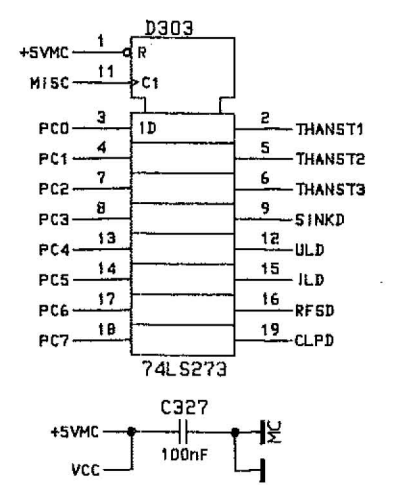 D303
+5VMC 1 R
MISC 11 C1
PC0 3 1D 2 THANST1
PC1 4 5 THANST2
PC2 7 6 THANST3
PC3 8 9 SINKD
PC4 13 12 ULD
PC5 14 15 ILD
PC6 17 16 RFSD
PC7 18 19 CLPD
74LS273
C327
+5VMC MC
100nF
VCC